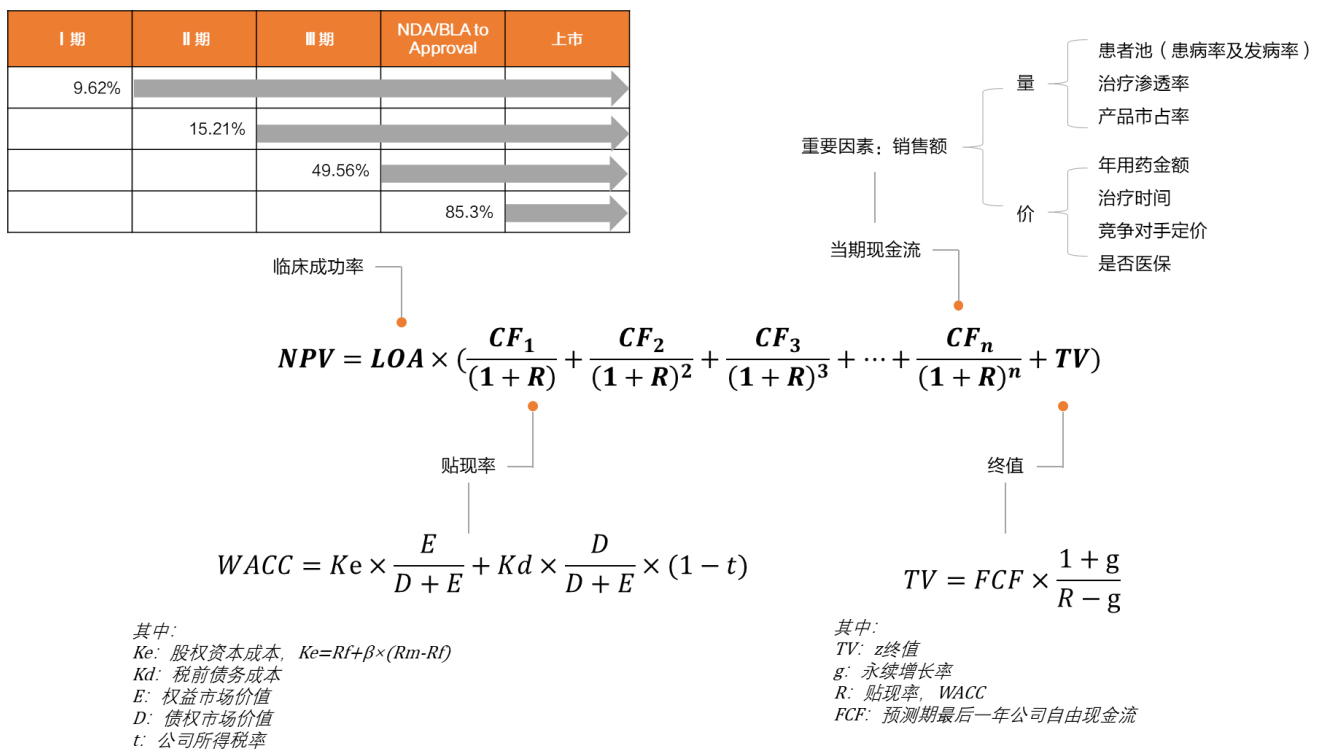 Ⅰ期 Ⅱ期 Ⅲ期 NDA/BLA to Approval 上市
9.62%
15.21%
49.56%
85.3%
重要因素：销售额
量
患者池（患病率及发病率）
治疗渗透率
产品市占率
价
年用药金额
治疗时间
竞争对手定价
是否医保
临床成功率
当期现金流
NPV = LOA × (CF₁/(1 + R) + CF₂/(1 + R)² + CF₃/(1 + R)³ + ⋯ + CFₙ/(1 + R)ⁿ + TV)
贴现率
终值
WACC = Ke × E/(D + E) + Kd × D/(D + E) × (1 − t)
TV = FCF × (1 + g)/(R − g)
其中：
Ke：股权资本成本，Ke=Rf+β×(Rm-Rf)
Kd：税前债务成本
E：权益市场价值
D：债权市场价值
t：公司所得税率
其中：
TV：z终值
g：永续增长率
R：贴现率，WACC
FCF：预测期最后一年公司自由现金流